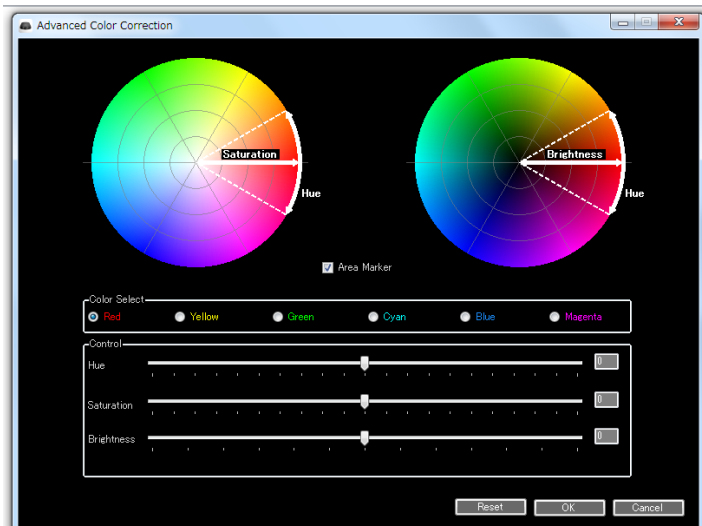 Advanced Color Correction
Saturation
Hue
Brightness
Hue
Area Marker
Color Select
Red Yellow Green Cyan Blue Magenta
Control
Hue 0
Saturation 0
Brightness 0
Reset OK Cancel